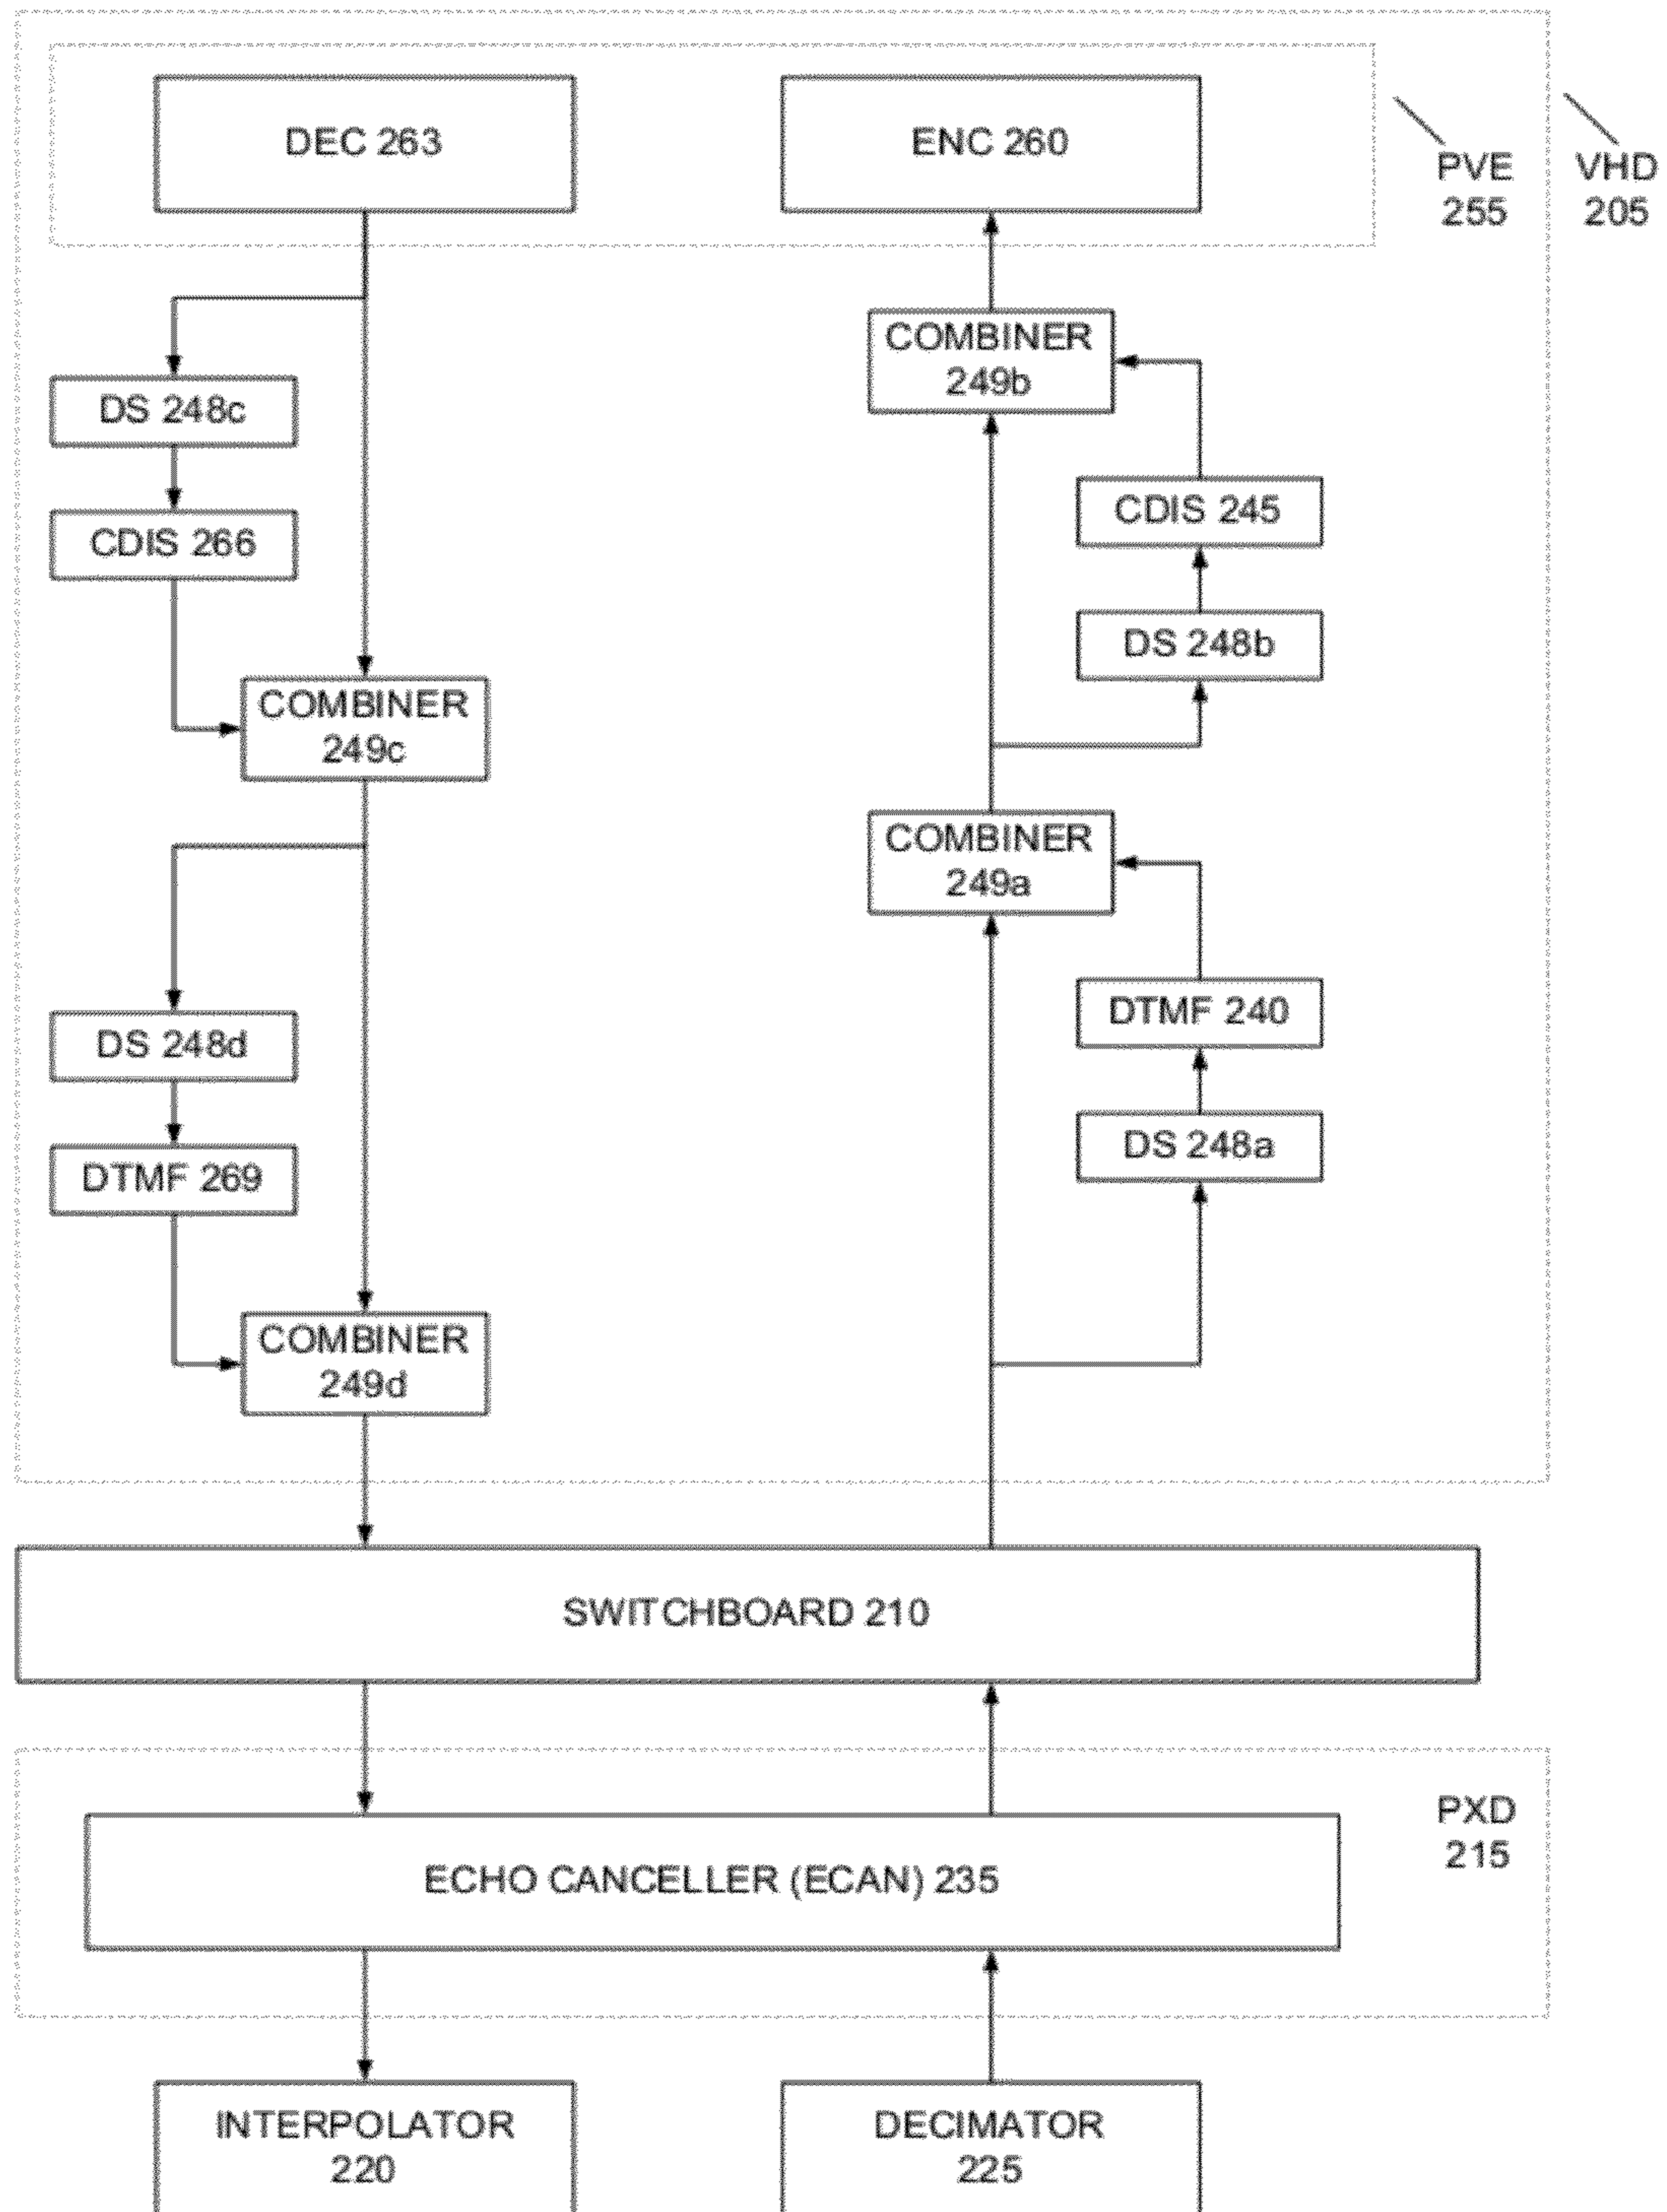 DEC 263
ENC 260
PVE
255
VHD
205
COMBINER
249b
DS 248c
CDIS 245
CDIS 266
DS 248b
COMBINER
249c
COMBINER
249a
DTMF 240
DS 248d
DS 248a
DTMF 269
COMBINER
249d
SWITCHBOARD 210
PXD
215
ECHO CANCELLER (ECAN) 235
INTERPOLATOR
220
DECIMATOR
225